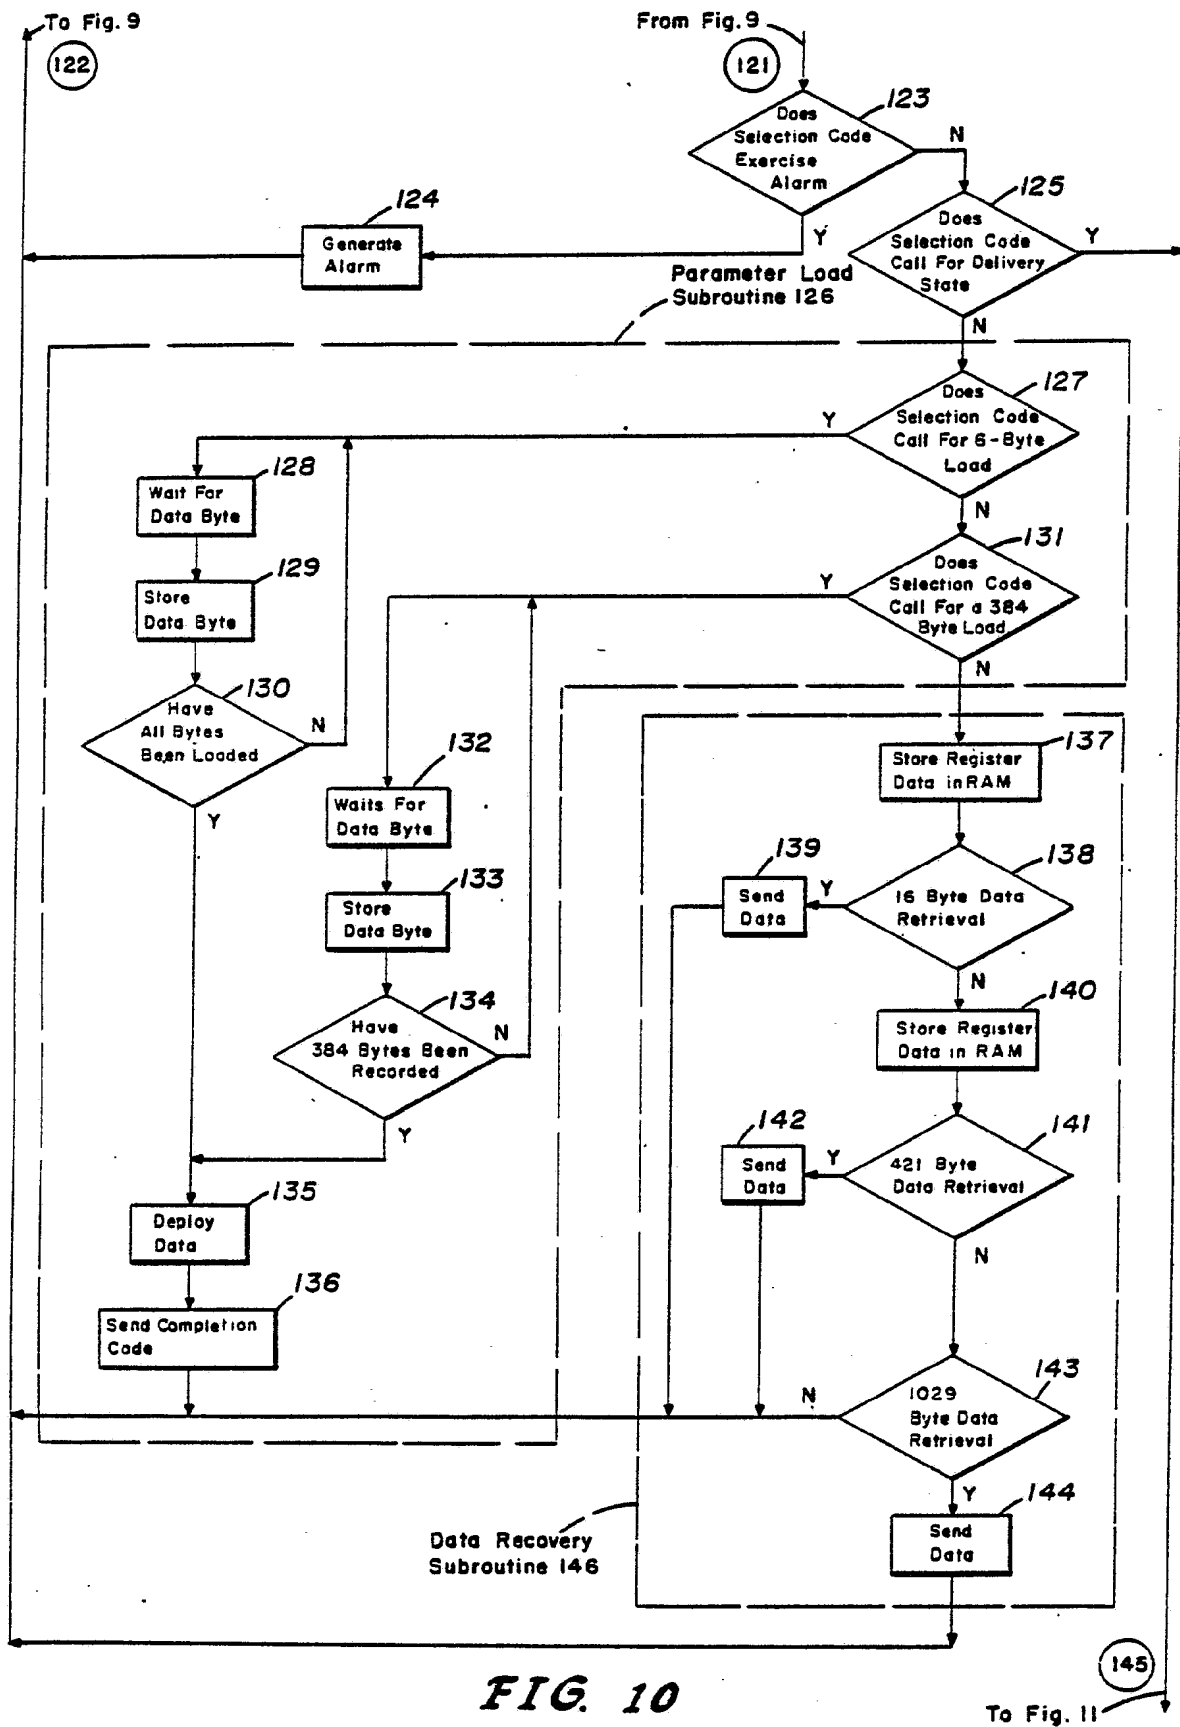 To Fig. 9
122
From Fig. 9
121
123
Does
Selection Code
Exercise
Alarm
N
Y
124
Generate
Alarm
125
Does
Selection Code
Call For Delivery
State
Y
N
Parameter Load
Subroutine 126
127
Does
Selection Code
Call For 6-Byte
Load
Y
N
128
Wait For
Data Byte
129
Store
Data Byte
130
Have
All Bytes
Been Loaded
N
Y
131
Does
Selection Code
Call For a 384
Byte Load
Y
N
132
Waits For
Data Byte
133
Store
Data Byte
134
Have
384 Bytes Been
Recorded
N
Y
135
Deploy
Data
136
Send Completion
Code
137
Store Register
Data in RAM
138
16 Byte Data
Retrieval
Y
N
139
Send
Data
140
Store Register
Data in RAM
141
421 Byte
Data Retrieval
Y
N
142
Send
Data
143
1029
Byte Data
Retrieval
N
Y
144
Send
Data
Data Recovery
Subroutine 146
145
To Fig. 11
FIG. 10